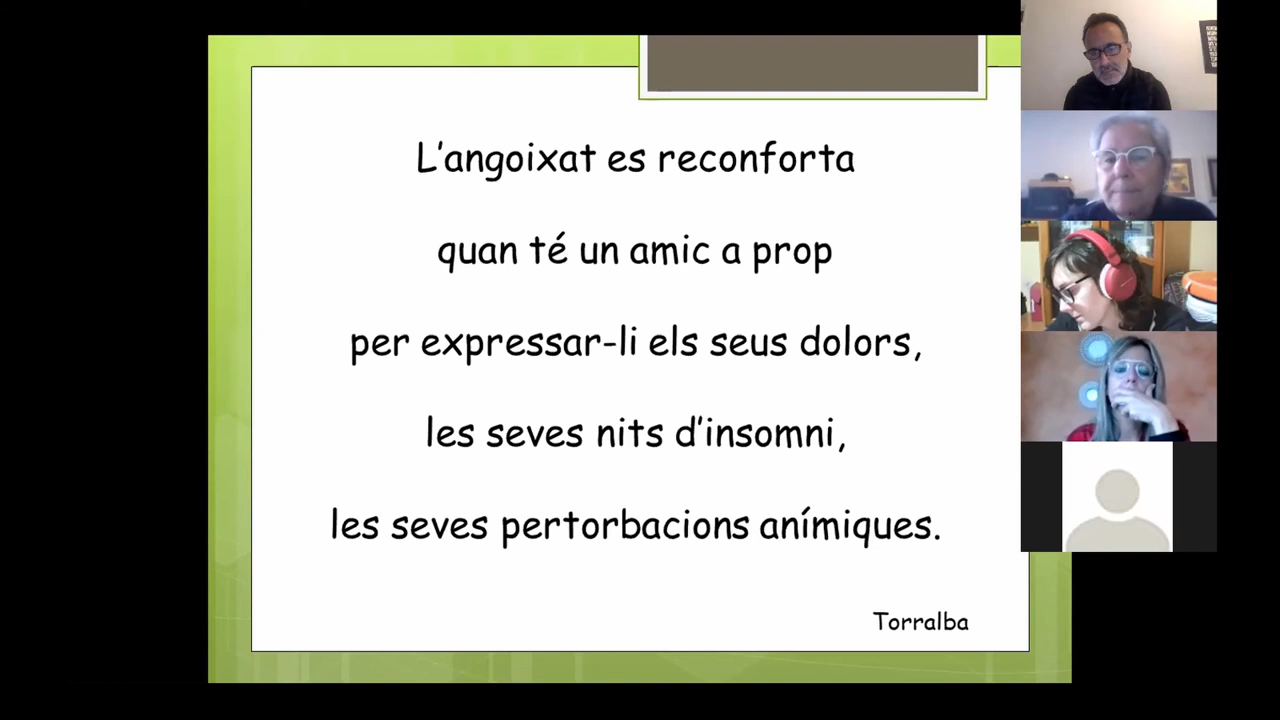 L'angoixat es reconforta
quan té un amic a prop
per expressar-li els seus dolors,
les seves nits d'insomni,
les seves pertorbacions anímiques.
Torralba